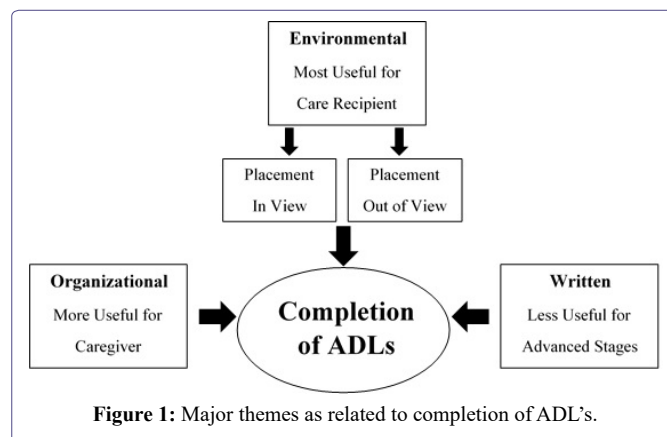 Environmental
Most Useful for
Care Recipient
Placement
In View
Placement
Out of View
Organizational
More Useful for
Caregiver
Completion
of ADLs
Written
Less Useful for
Advanced Stages
Figure 1: Major themes as related to completion of ADL's.